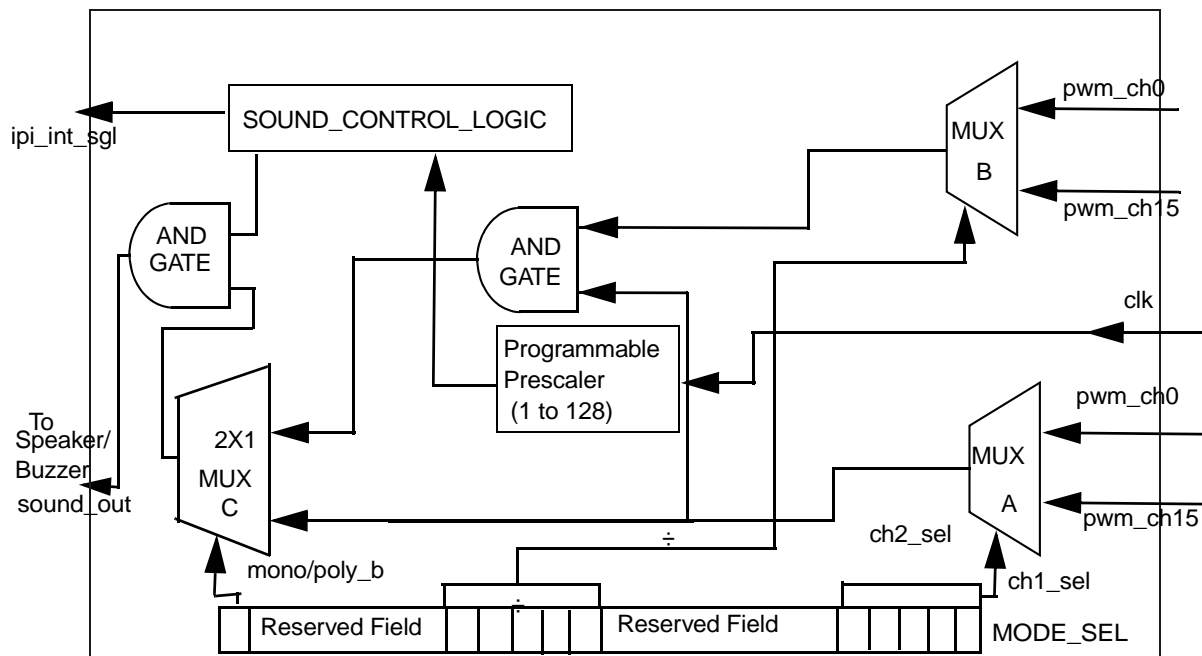 pwm_ch0
SOUND_CONTROL_LOGIC
ipi_int_sgl
MUX
B
pwm_ch15
AND
GATE
AND
GATE
clk
Programmable
Prescaler
(1 to 128)
pwm_ch0
To
Speaker/
Buzzer
sound_out
2X1
MUX
C
MUX
A
pwm_ch15
÷
ch2_sel
mono/poly_b
ch1_sel
÷
Reserved Field
Reserved Field
MODE_SEL